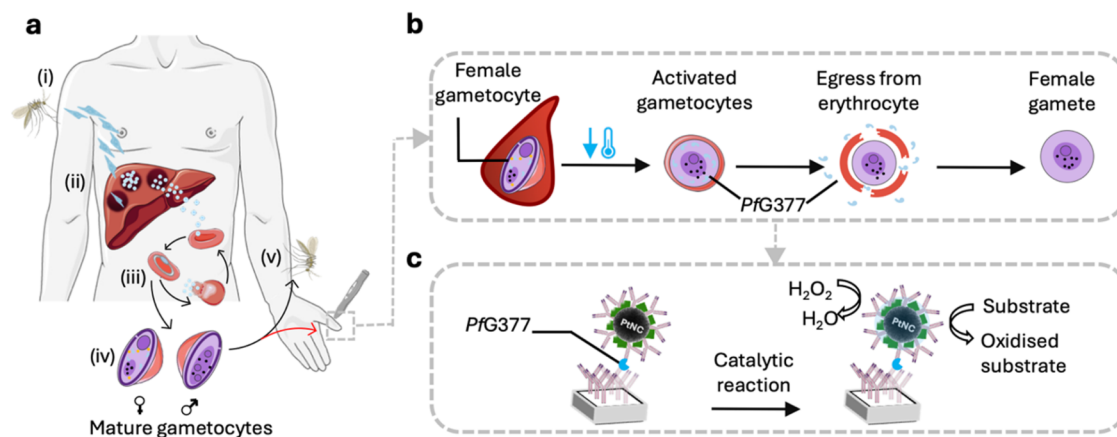 a
(i)
(ii)
(iii)
(v)
(iv)
♀ ♂
Mature gametocytes
b
Female
gametocyte
Activated
gametocytes
Egress from
erythrocyte
Female
gamete
PfG377
c
PfG377
PtNC
Catalytic
reaction
H₂O₂
H₂O
PtNC
Substrate
Oxidised
substrate